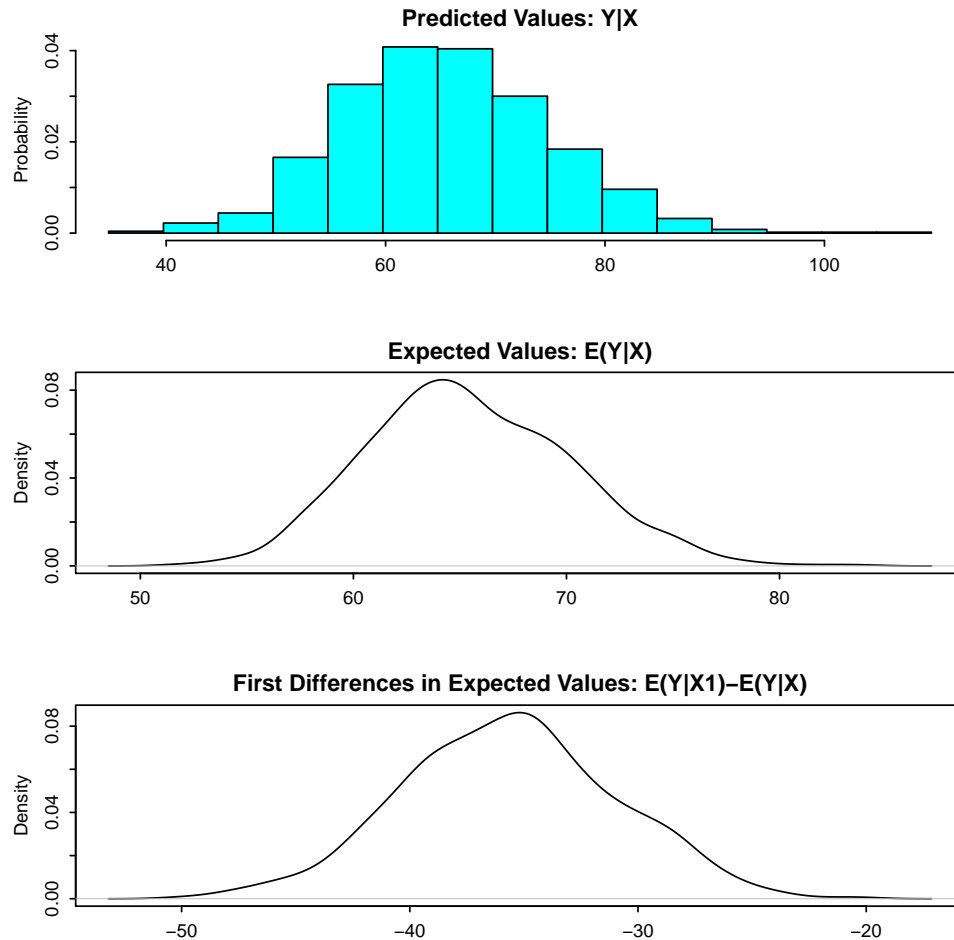 Predicted Values: Y|X
Probability
0.04
0.02
0.00
40 60 80 100
Expected Values: E(Y|X)
Density
0.08
0.04
0.00
50 60 70 80
First Differences in Expected Values: E(Y|X1)−E(Y|X)
Density
0.08
0.04
0.00
−50 −40 −30 −20